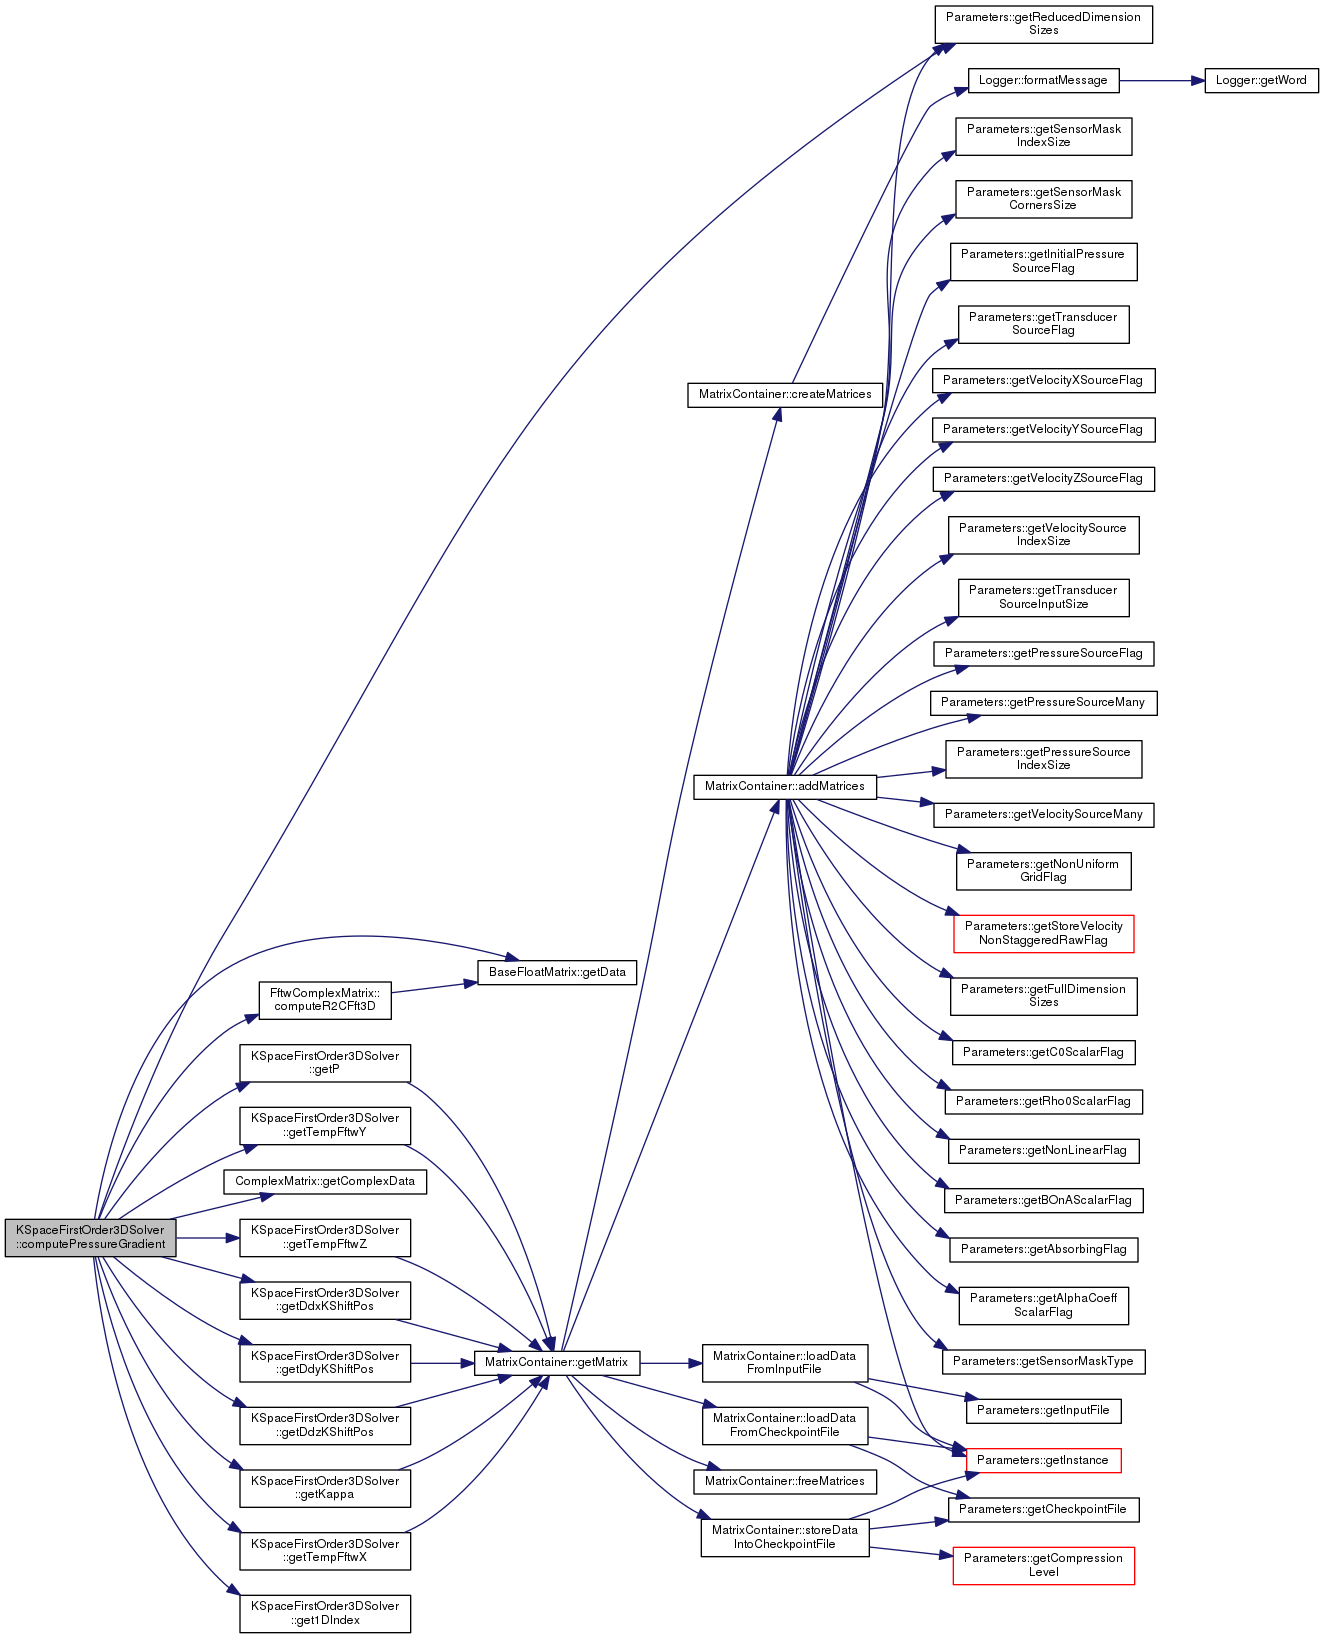 Parameters::getReducedDimension
Sizes
Logger::formatMessage
Logger::getWord
Parameters::getSensorMask
IndexSize
Parameters::getSensorMask
CornersSize
Parameters::getInitialPressure
SourceFlag
Parameters::getTransducer
SourceFlag
Parameters::getVelocityXSourceFlag
MatrixContainer::createMatrices
Parameters::getVelocityYSourceFlag
Parameters::getVelocityZSourceFlag
Parameters::getVelocitySource
IndexSize
Parameters::getTransducer
SourceInputSize
Parameters::getPressureSourceFlag
Parameters::getPressureSourceMany
Parameters::getPressureSource
IndexSize
MatrixContainer::addMatrices
Parameters::getVelocitySourceMany
Parameters::getNonUniform
GridFlag
Parameters::getStoreVelocity
NonStaggeredRawFlag
BaseFloatMatrix::getData
Parameters::getFullDimension
Sizes
FftwComplexMatrix::
computeR2CFft3D
Parameters::getC0ScalarFlag
KSpaceFirstOrder3DSolver
::getP
Parameters::getRho0ScalarFlag
KSpaceFirstOrder3DSolver
::getTempFftwY
Parameters::getNonLinearFlag
ComplexMatrix::getComplexData
Parameters::getBOnAScalarFlag
KSpaceFirstOrder3DSolver
::computePressureGradient
KSpaceFirstOrder3DSolver
::getTempFftwZ
Parameters::getAbsorbingFlag
KSpaceFirstOrder3DSolver
::getDdxKShiftPos
Parameters::getAlphaCoeff
ScalarFlag
KSpaceFirstOrder3DSolver
::getDdyKShiftPos
MatrixContainer::getMatrix
MatrixContainer::loadData
FromInputFile
Parameters::getSensorMaskType
KSpaceFirstOrder3DSolver
::getDdzKShiftPos
MatrixContainer::loadData
FromCheckpointFile
Parameters::getInputFile
Parameters::getInstance
KSpaceFirstOrder3DSolver
::getKappa
MatrixContainer::freeMatrices
Parameters::getCheckpointFile
KSpaceFirstOrder3DSolver
::getTempFftwX
MatrixContainer::storeData
IntoCheckpointFile
Parameters::getCompression
Level
KSpaceFirstOrder3DSolver
::get1DIndex